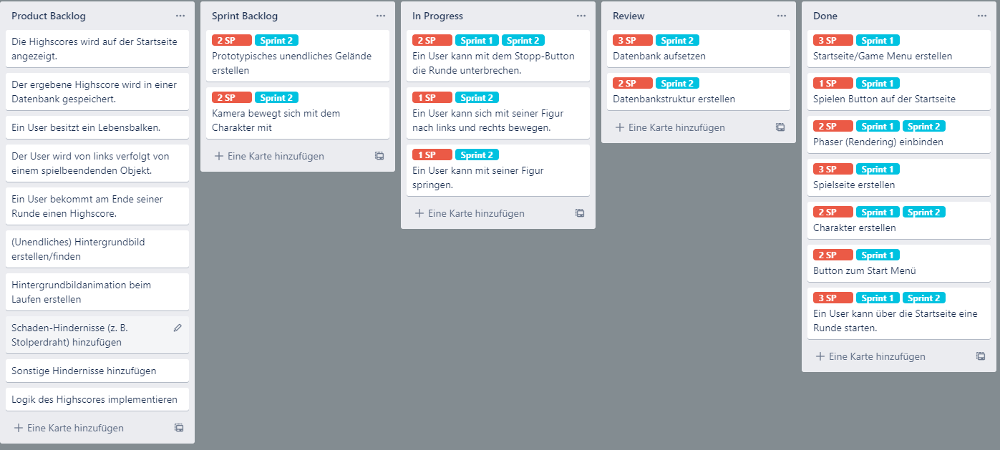 Product Backlog
Die Highscores wird auf der Startseite
angezeigt.
Der ergebene Highscore wird in einer
Datenbank gespeichert.
Ein User besitzt ein Lebensbalken.
Der User wird von links verfolgt von
einem spielbeendenden Objekt.
Ein User bekommt am Ende seiner
Runde einen Highscore.
(Unendliches) Hintergrundbild
erstellen/finden
Hintergrundbildanimation beim
Laufen erstellen
Schaden-Hindernisse (z. B.
Stolperdraht) hinzufügen
Sonstige Hindernisse hinzufügen
Logik des Highscores implementieren
+ Eine Karte hinzufügen
Sprint Backlog
2 SP Sprint 2
Prototypisches unendliches Gelände
erstellen
2 SP Sprint 2
Kamera bewegt sich mit dem
Charakter mit
+ Eine Karte hinzufügen
In Progress
2 SP Sprint 1 Sprint 2
Ein User kann mit dem Stopp-Button
die Runde unterbrechen.
1 SP Sprint 2
Ein User kann sich mit seiner Figur
nach links und rechts bewegen.
1 SP Sprint 2
Ein User kann mit seiner Figur
springen.
+ Eine Karte hinzufügen
Review
3 SP Sprint 2
Datenbank aufsetzen
2 SP Sprint 2
Datenbankstruktur erstellen
+ Eine Karte hinzufügen
Done
3 SP Sprint 1
Startseite/Game Menu erstellen
1 SP Sprint 1
Spielen Button auf der Startseite
2 SP Sprint 1 Sprint 2
Phaser (Rendering) einbinden
3 SP Sprint 1
Spielseite erstellen
2 SP Sprint 1 Sprint 2
Charakter erstellen
2 SP Sprint 1
Button zum Start Menü
3 SP Sprint 1 Sprint 2
Ein User kann über die Startseite eine
Runde starten.
+ Eine Karte hinzufügen